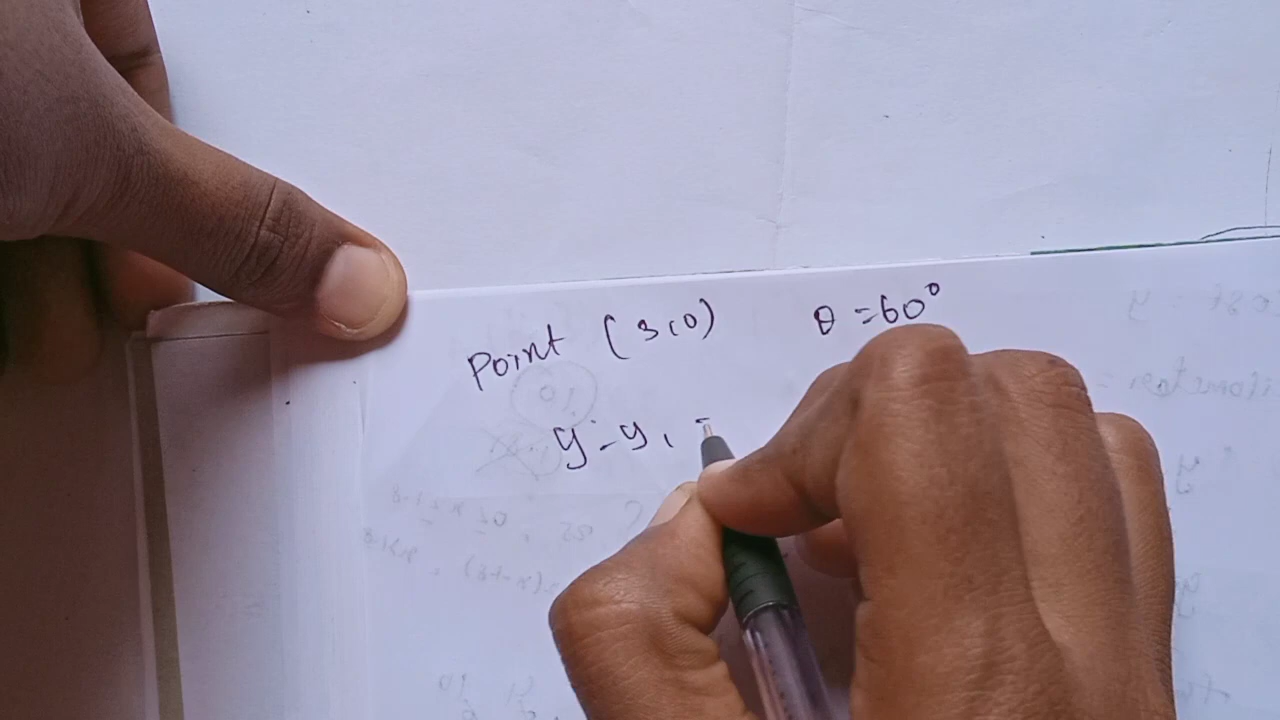 Point (3,0) θ = 60°
y - y₁ =